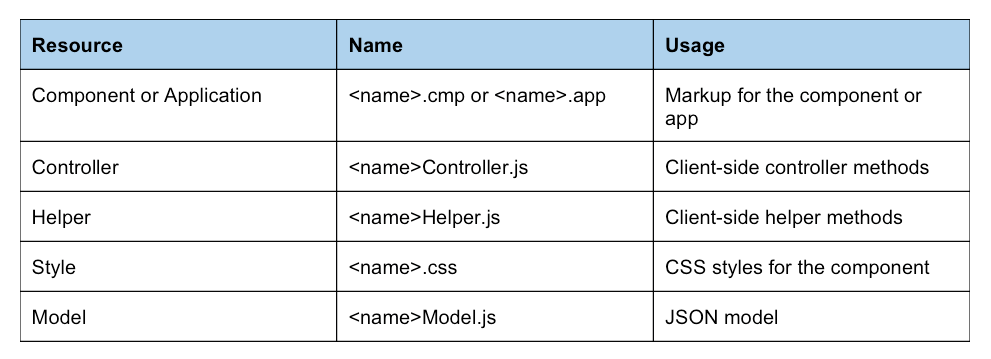 Resource Name Usage
Component or Application <name>.cmp or <name>.app Markup for the component or
app
Controller <name>Controller.js Client-side controller methods
Helper <name>Helper.js Client-side helper methods
Style <name>.css CSS styles for the component
Model <name>Model.js JSON model